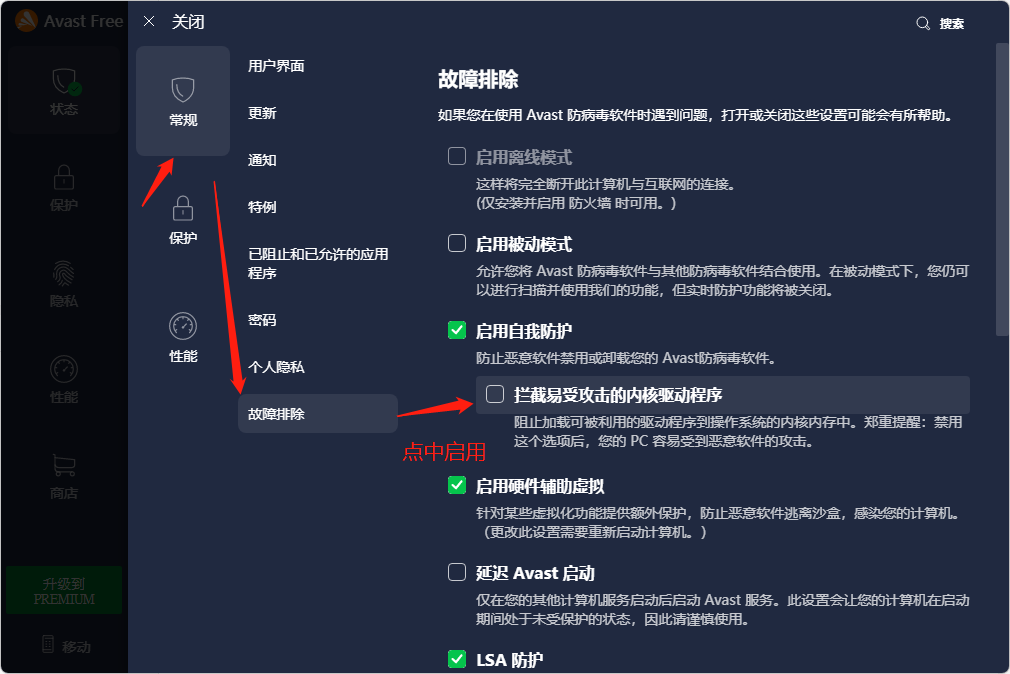 Avast Free
关闭
搜索
状态
保护
隐私
性能
商店
升级到
PREMIUM
移动
常规
保护
性能
用户界面
更新
通知
特例
已阻止和已允许的应用
程序
密码
个人隐私
故障排除
点中启用
故障排除
如果您在使用 Avast 防病毒软件时遇到问题，打开或关闭这些设置可能会有所帮助。
启用离线模式
这样将完全断开此计算机与互联网的连接。
(仅安装并启用 防火墙 时可用。)
启用被动模式
允许您将 Avast 防病毒软件与其他防病毒软件结合使用。在被动模式下，您仍可
以进行扫描并使用我们的功能，但实时防护功能将被关闭。
启用自我防护
防止恶意软件禁用或卸载您的 Avast防病毒软件。
拦截易受攻击的内核驱动程序
阻止加载可被利用的驱动程序到操作系统的内核内存中。郑重提醒：禁用
这个选项后，您的 PC 容易受到恶意软件的攻击。
启用硬件辅助虚拟
针对某些虚拟化功能提供额外保护，防止恶意软件逃离沙盒，感染您的计算机。
（更改此设置需要重新启动计算机。)
延迟 Avast 启动
仅在您的其他计算机服务启动后启动 Avast 服务。此设置会让您的计算机在启动
期间处于未受保护的状态，因此请谨慎使用。
LSA 防护